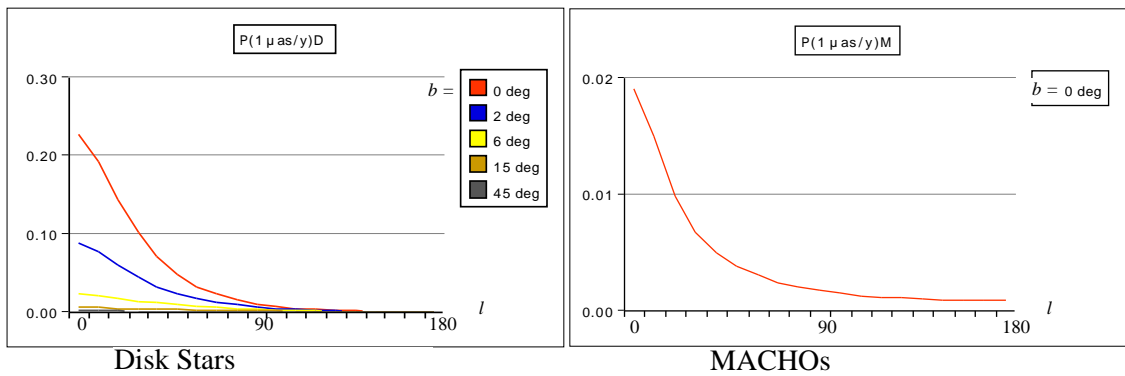 P(1 µ as/y)D
0.30
0.20
0.10
0.00
0
90
180
l
b =
0 deg
2 deg
6 deg
15 deg
45 deg
Disk Stars
P(1 µ as/y)M
0.02
0.01
0.00
0
90
180
l
b = 0 deg
MACHOs